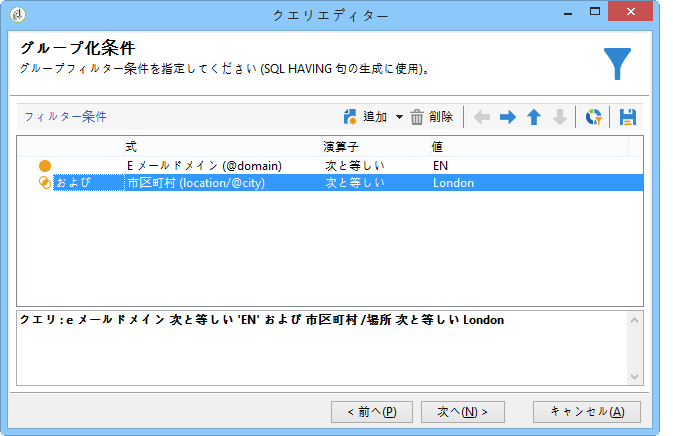 クエリエディター
グループ化条件
グループフィルター条件を指定してください (SQL HAVING 句の生成に使用)。
フィルター条件 追加 削除
式 演算子 値
E メールドメイン (@domain) 次と等しい EN
および 市区町村 (location/@city) 次と等しい London
クエリ : e メールドメイン 次と等しい 'EN' および 市区町村 /場所 次と等しい London
< 前へ(P) 次へ(N) > キャンセル(A)